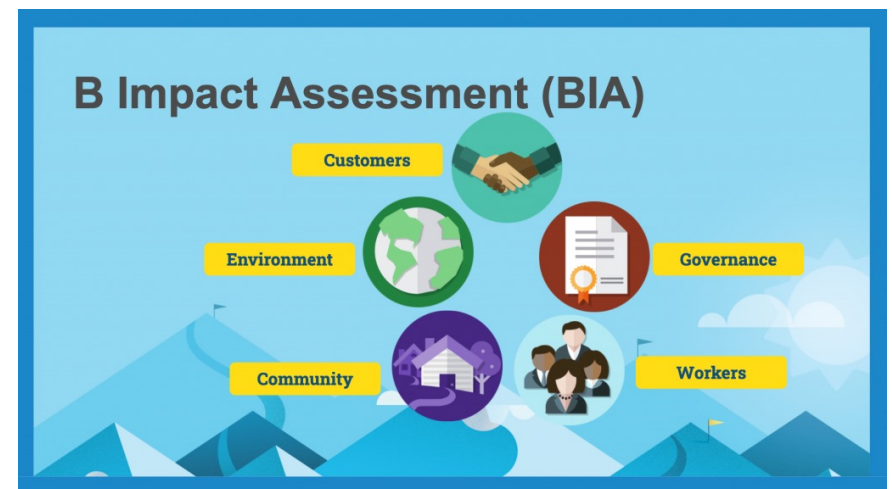 B Impact Assessment (BIA)
Customers
Environment
Governance
Community
Workers